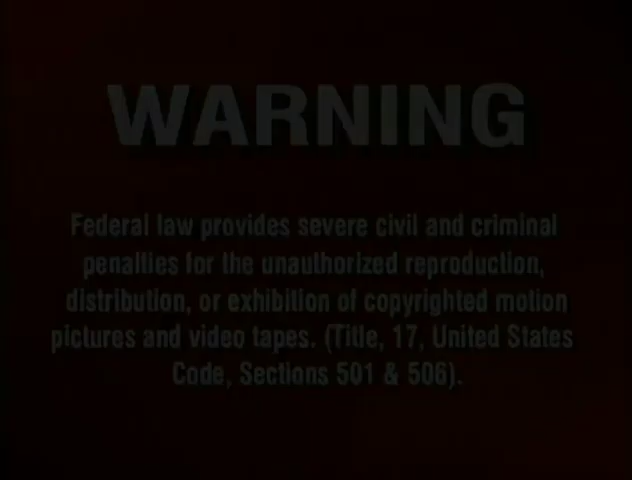 WARNING
Federal law provides severe civil and criminal
penalties for the unauthorized reproduction,
distribution, or exhibition of copyrighted motion
pictures and video tapes. (Title, 17, United States
Code, Sections 501 & 506).